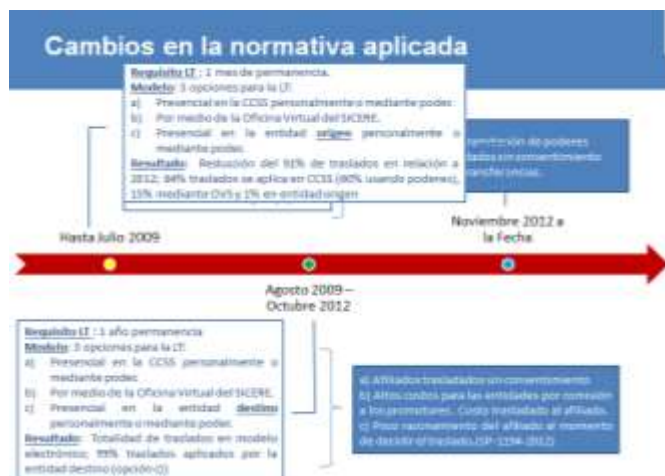 Cambios en la normativa aplicada
Requisito LT : 1 mes de permanencia.
Modelo: 3 opciones para la LT:
a) Presencial en la CCSS personalmente o mediante poder.
b) Por medio de la Oficina Virtual del SICERE.
c) Presencial en la entidad origen personalmente o
mediante poder.
Resultado: Reducción del 91% de traslados en relación a
2012; 84% traslados se aplica en CCSS (60% usando poderes),
15% mediante OVS y 1% en entidad origen
de poderes
sin consentimiento
Hasta Julio 2009
Noviembre 2012 a
la Fecha
Agosto 2009 –
Octubre 2012
Requisito LT : 1 año permanencia
Modelo: 3 opciones para la LT:
a) Presencial en la CCSS personalmente o
mediante poder.
b) Por medio de la Oficina Virtual del SICERE.
c) Presencial en la entidad destino
personalmente o mediante poder.
Resultado: Totalidad de traslados en modelo
electrónico; 99% traslados aplicados por la
entidad destino (opción c))
a) Afiliados trasladados sin consentimiento
b) Altos costos para las entidades por comisión
a los promotores. Costo trasladado al afiliado.
c) Poco razonamiento del afiliado al momento
de decidir el traslado.